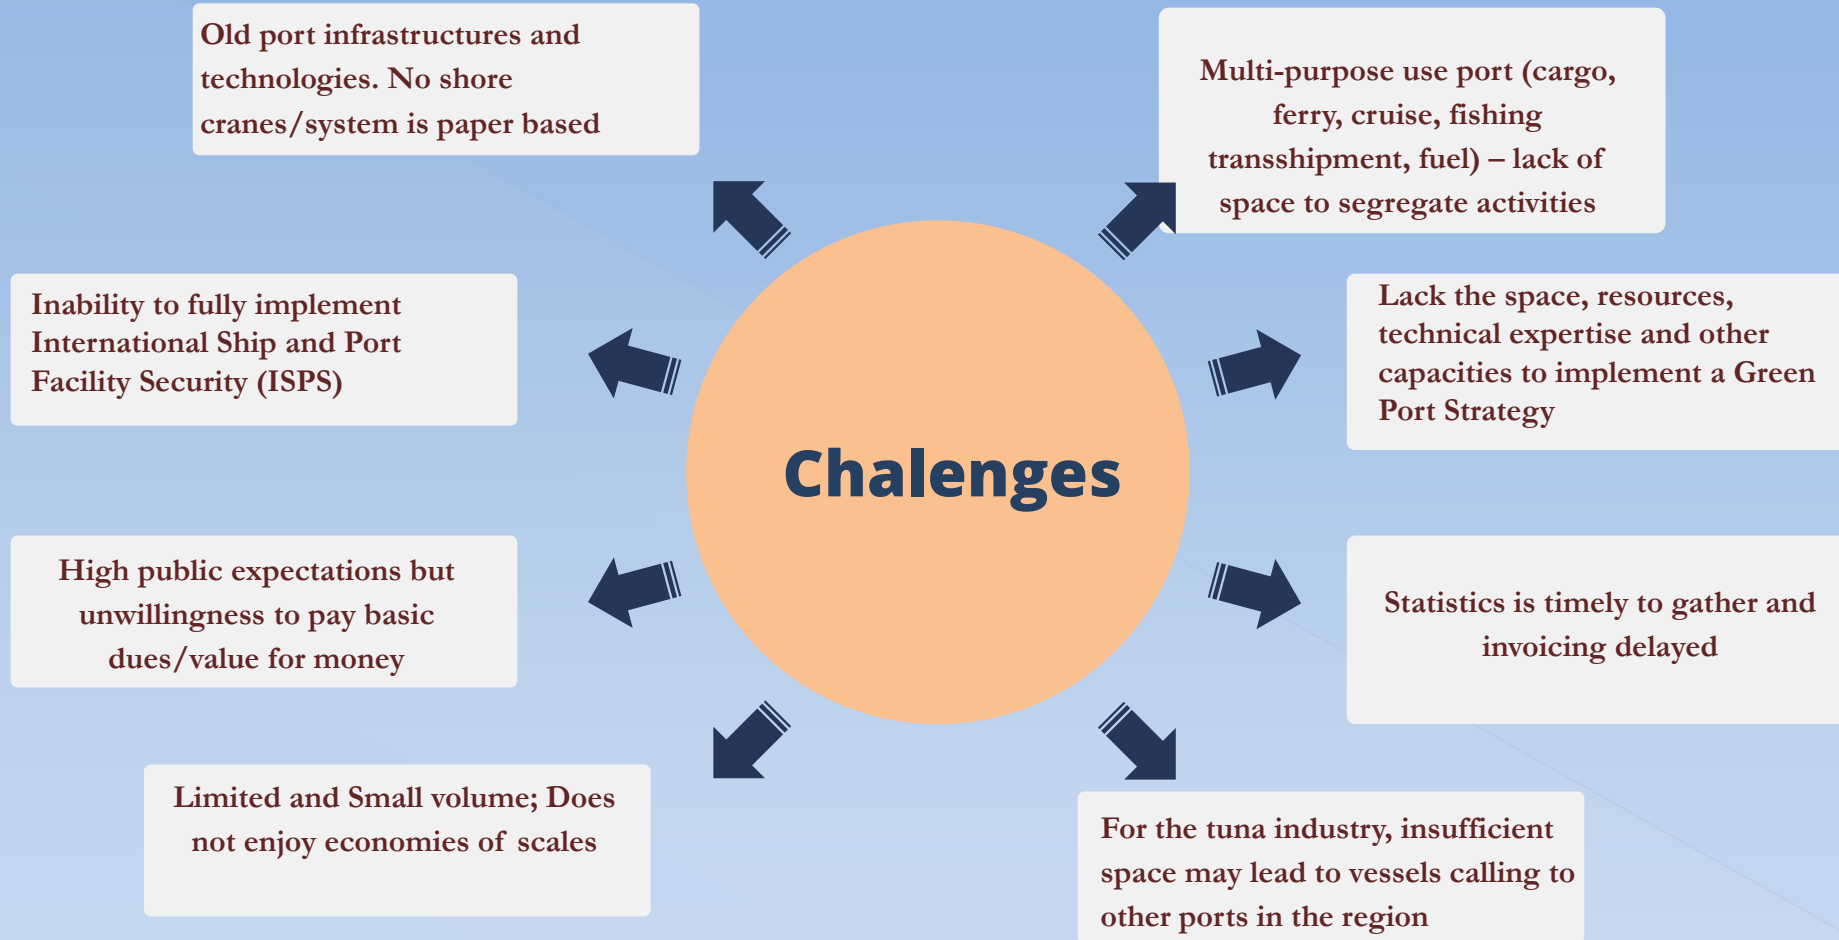 Old port infrastructures and
technologies. No shore
cranes/system is paper based
Multi-purpose use port (cargo,
ferry, cruise, fishing
transshipment, fuel) – lack of
space to segregate activities
Inability to fully implement
International Ship and Port
Facility Security (ISPS)
Lack the space, resources,
technical expertise and other
capacities to implement a Green
Port Strategy
Chalenges
High public expectations but
unwillingness to pay basic
dues/value for money
Statistics is timely to gather and
invoicing delayed
Limited and Small volume; Does
not enjoy economies of scales
For the tuna industry, insufficient
space may lead to vessels calling to
other ports in the region